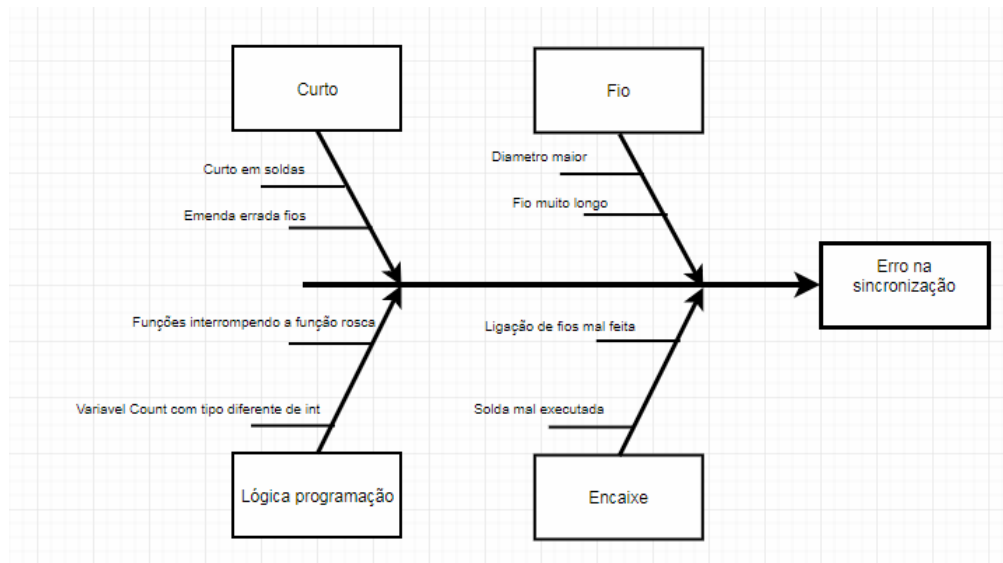 Curto
Fio
Diametro maior
Curto em soldas
Fio muito longo
Emenda errada fios
Erro na
sincronização
Funções interrompendo a função rosca
Ligação de fios mal feita
Variavel Count com tipo diferente de int
Solda mal executada
Lógica programação
Encaixe